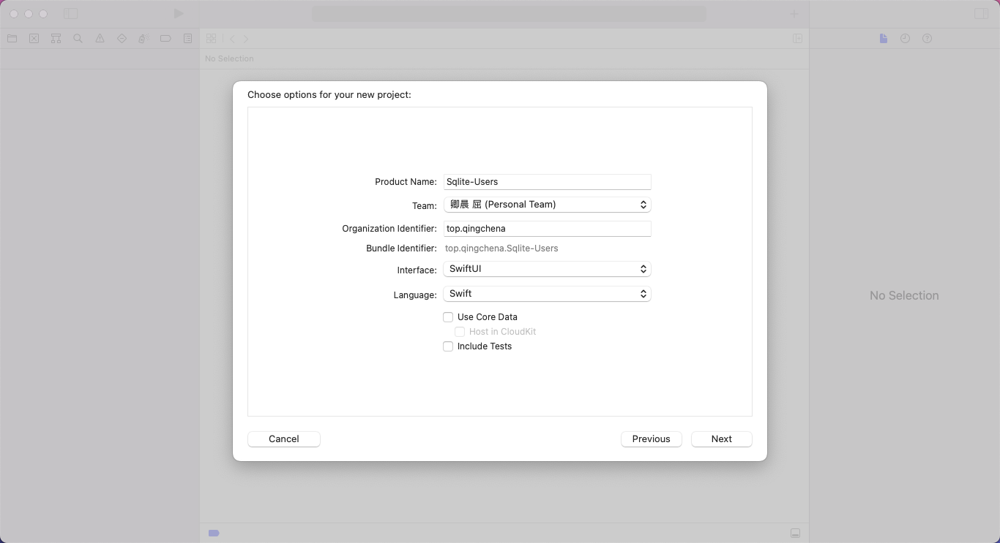 No Selection
Choose options for your new project:
Product Name: Sqlite-Users
Team: 卿晨 屈 (Personal Team)
Organization Identifier: top.qingchena
Bundle Identifier: top.qingchena.Sqlite-Users
Interface: SwiftUI
Language: Swift
Use Core Data
Host in CloudKit
Include Tests
Cancel Previous Next
No Selection